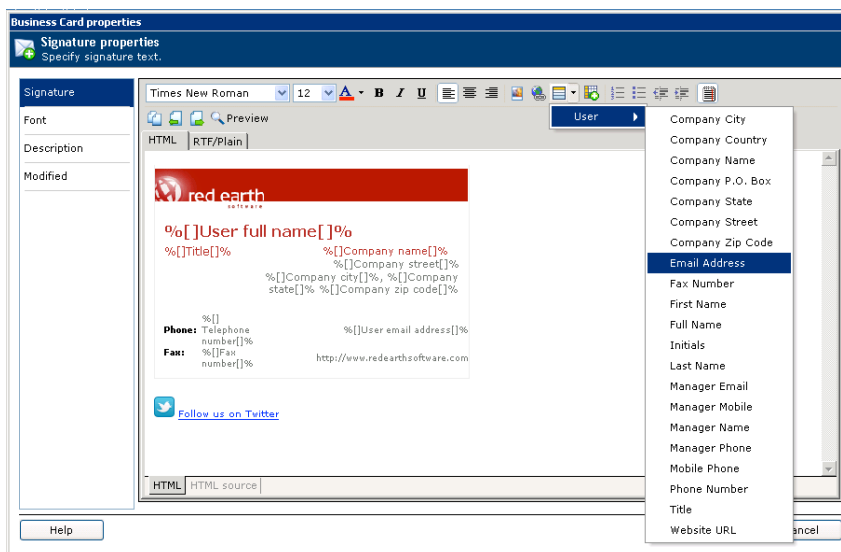 Business Card properties
Signature properties
Specify signature text.
Signature
Font
Description
Modified
Times New Roman 12 A B I U
Preview
HTML RTF/Plain
User
red earth
software
%[]User full name[]%
%[]Title[]% %[]Company name[]%
%[]Company street[]%
%[]Company city[]%, %[]Company
state[]% %[]Company zip code[]%
Phone: %[]
Telephone
number[]% %[]User email address[]%
Fax: %[]Fax
number[]% http://www.redearthsoftware.com
Follow us on Twitter
HTML HTML source
Company City
Company Country
Company Name
Company P.O. Box
Company State
Company Street
Company Zip Code
Email Address
Fax Number
First Name
Full Name
Initials
Last Name
Manager Email
Manager Mobile
Manager Name
Manager Phone
Mobile Phone
Phone Number
Title
Website URL
Help
ancel